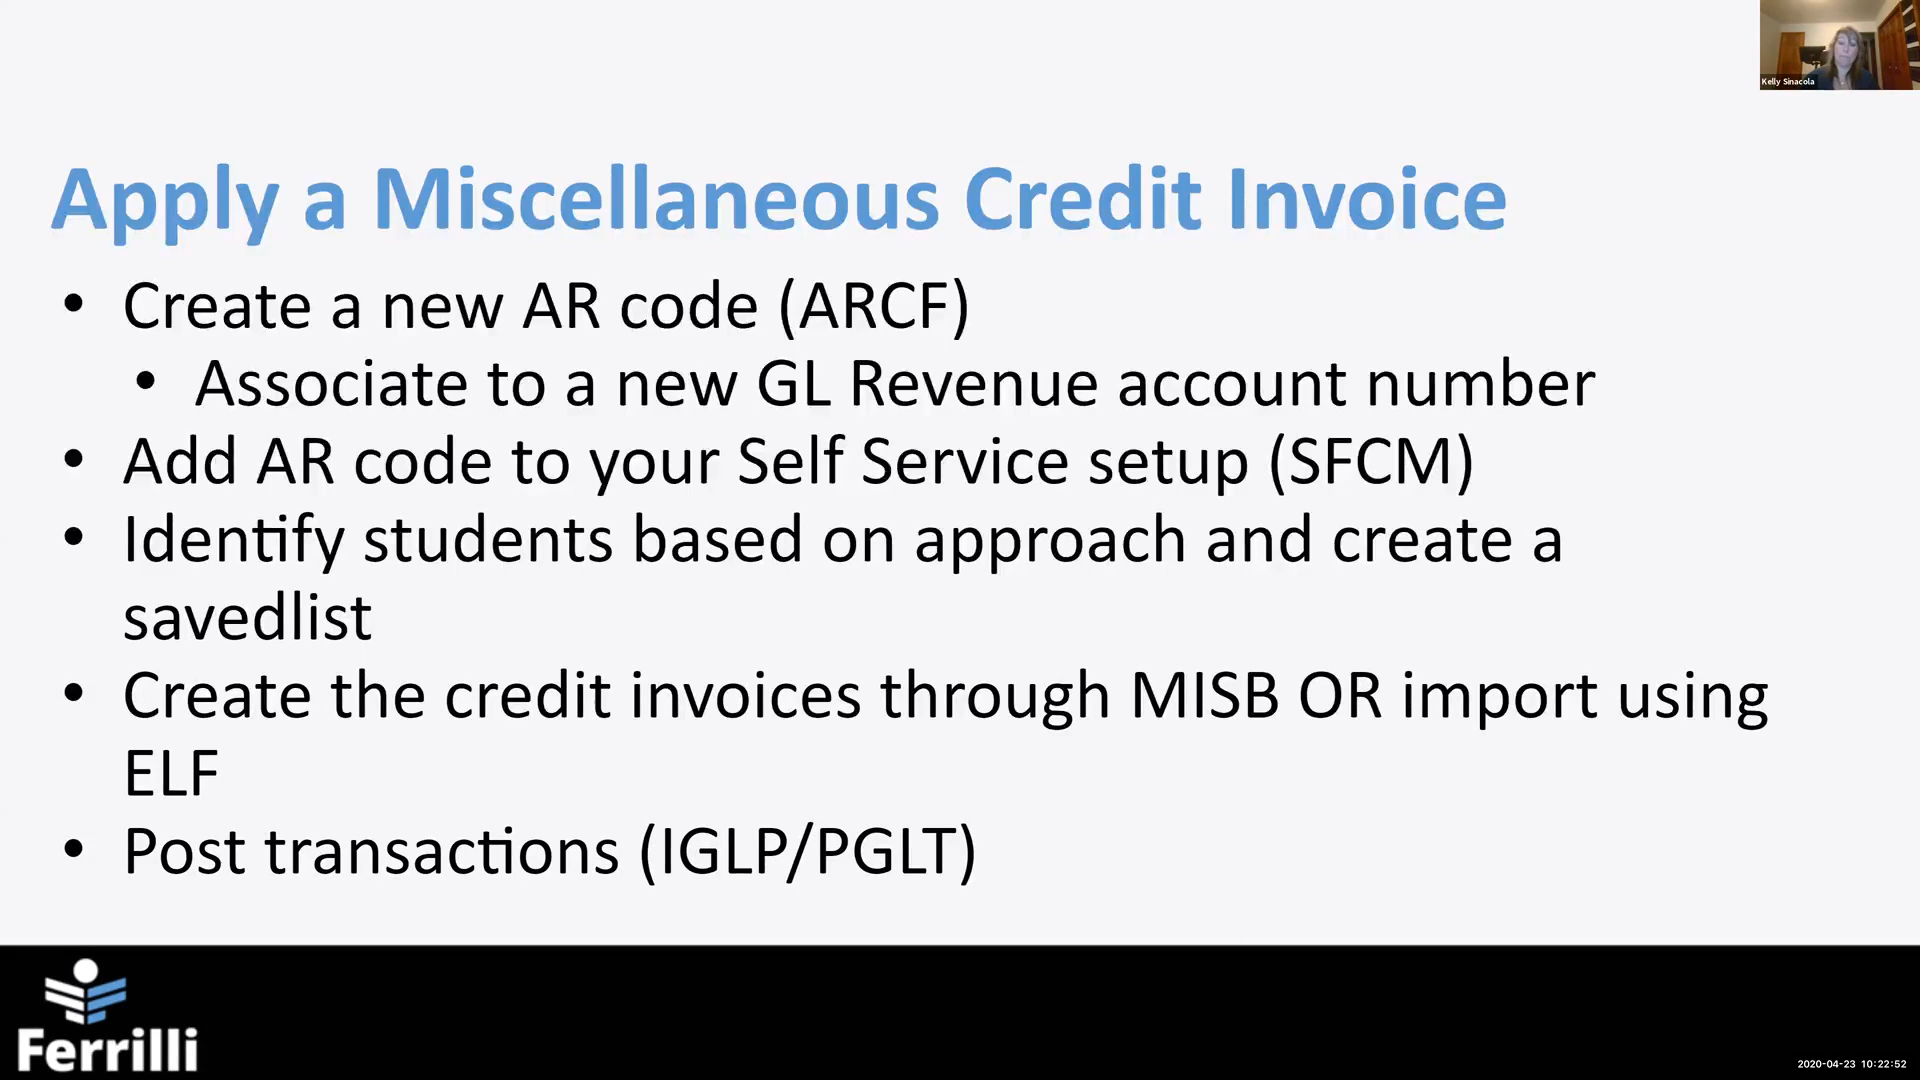 Kelly Sinacola
Apply a Miscellaneous Credit Invoice
• Create a new AR code (ARCF)
• Associate to a new GL Revenue account number
• Add AR code to your Self Service setup (SFCM)
• Identify students based on approach and create a
savedlist
• Create the credit invoices through MISB OR import using
ELF
• Post transactions (IGLP/PGLT)
Ferrilli
2020-04-23 10:22:52